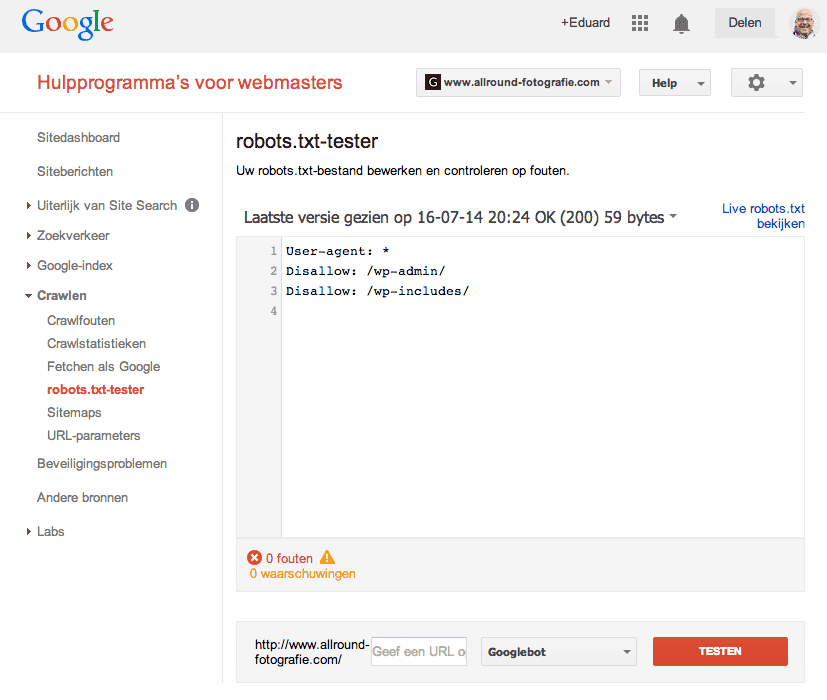 Google
+Eduard
Delen
Hulpprogramma's voor webmasters
G www.allround-fotografie.com
Help
Sitedashboard
Siteberichten
Uiterlijk van Site Search
Zoekverkeer
Google-index
Crawlen
Crawlfouten
Crawlstatistieken
Fetchen als Google
robots.txt-tester
Sitemaps
URL-parameters
Beveiligingsproblemen
Andere bronnen
Labs
robots.txt-tester
Uw robots.txt-bestand bewerken en controleren op fouten.
Laatste versie gezien op 16-07-14 20:24 OK (200) 59 bytes
Live robots.txt
bekijken
1 User-agent: *
2 Disallow: /wp-admin/
3 Disallow: /wp-includes/
4
0 fouten
0 waarschuwingen
http://www.allround-
fotografie.com/
Geef een URL o
Googlebot
TESTEN